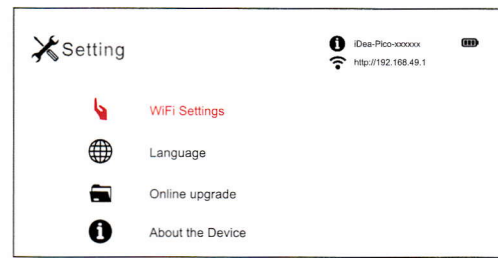 Setting
iDea-Pico-xxxxxx
http://192.168.49.1
WiFi Settings
Language
Online upgrade
About the Device